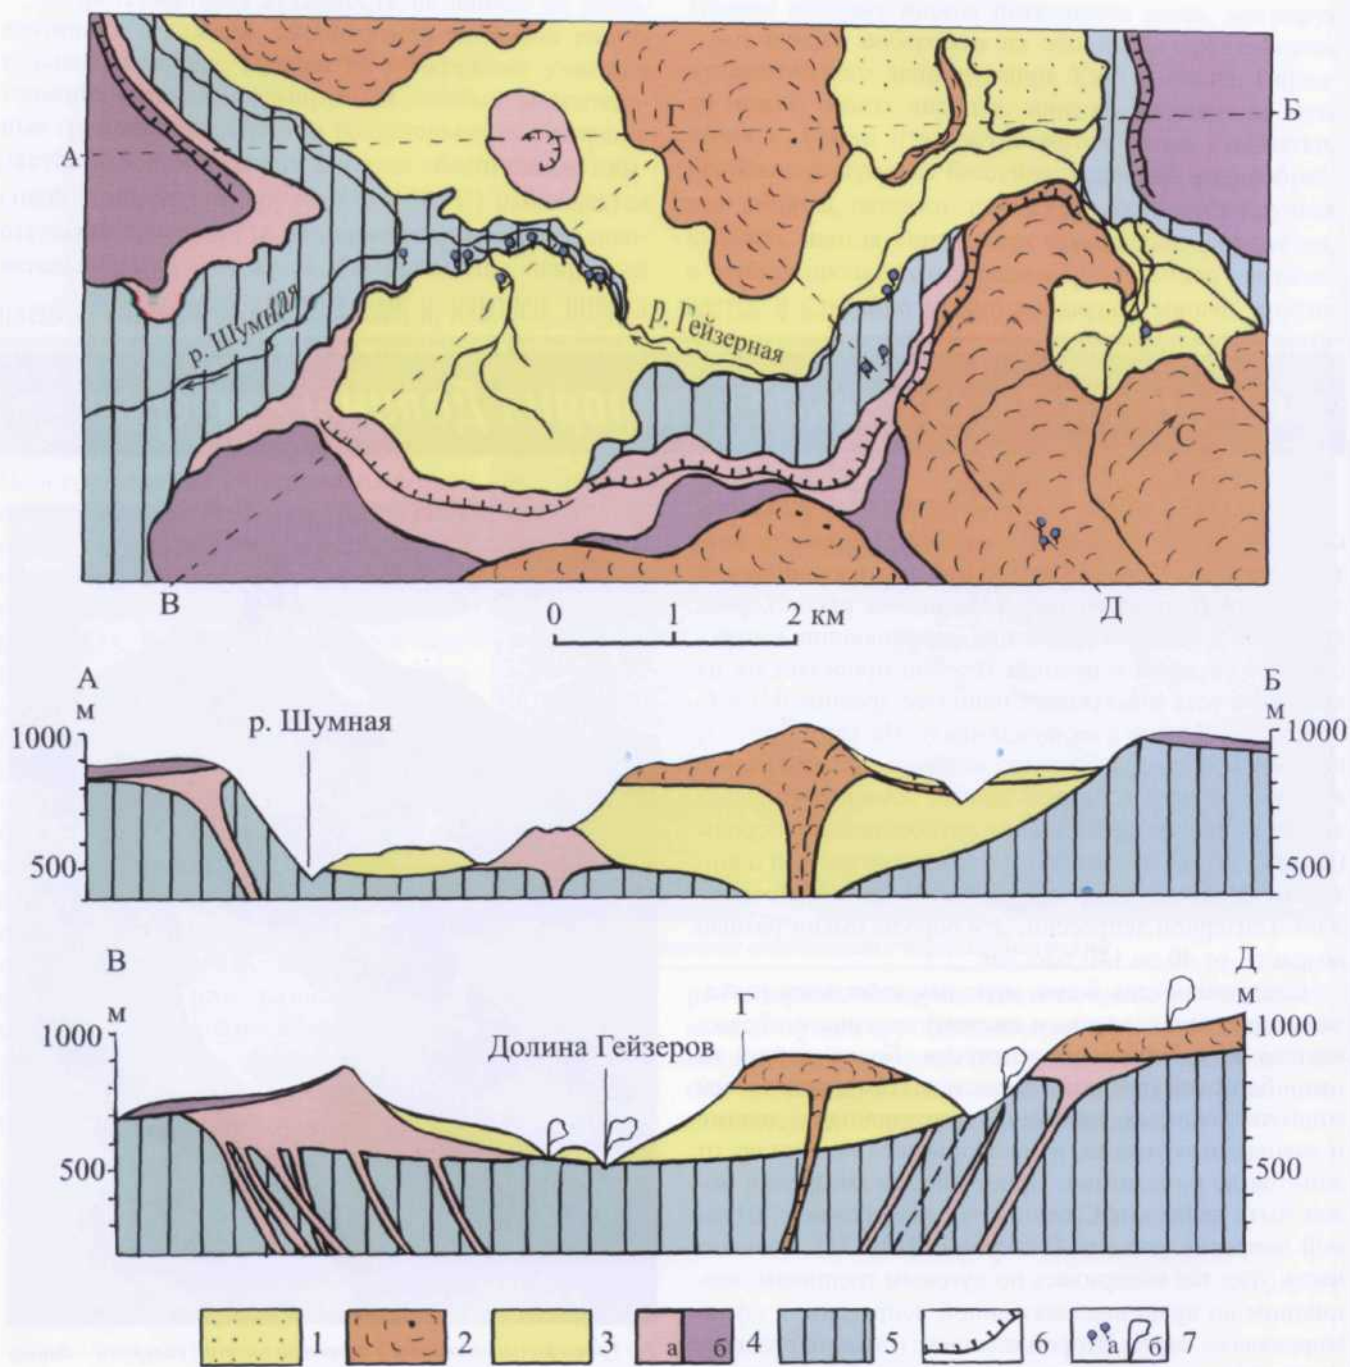 А
Б
Г
р. Шумная
р. Гейзерная
С
В
Д
0 1 2 км
А
м
1000
500
р. Шумная
Б
м
1000
500
В
м
1000
500
Долина Гейзеров
Г
Д
м
1000
500
1 2 3 а б 4 5 6 а б 7